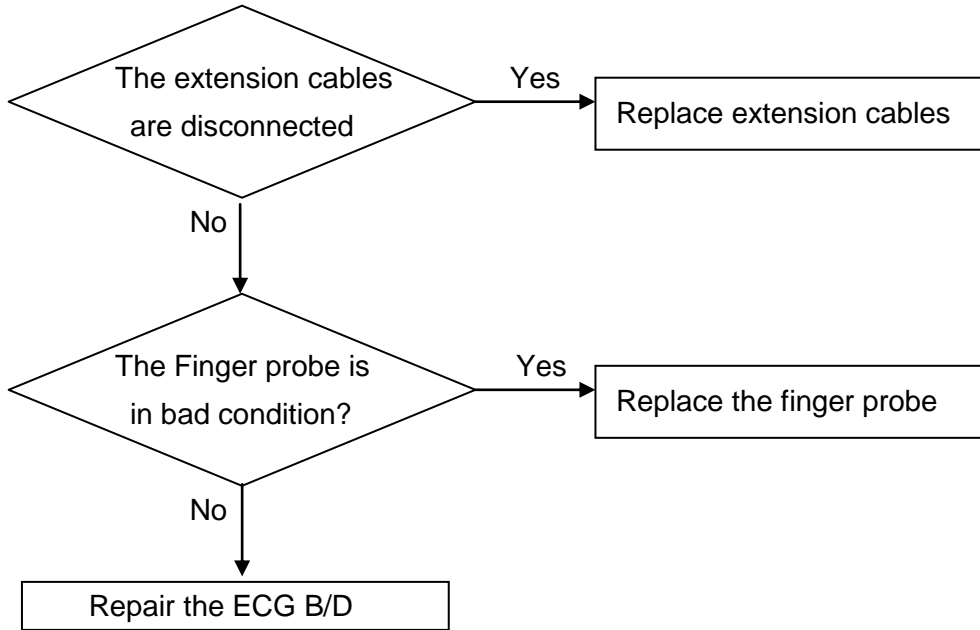 The extension cables
are disconnected
Yes
Replace extension cables
No
The Finger probe is
in bad condition?
Yes
Replace the finger probe
No
Repair the ECG B/D